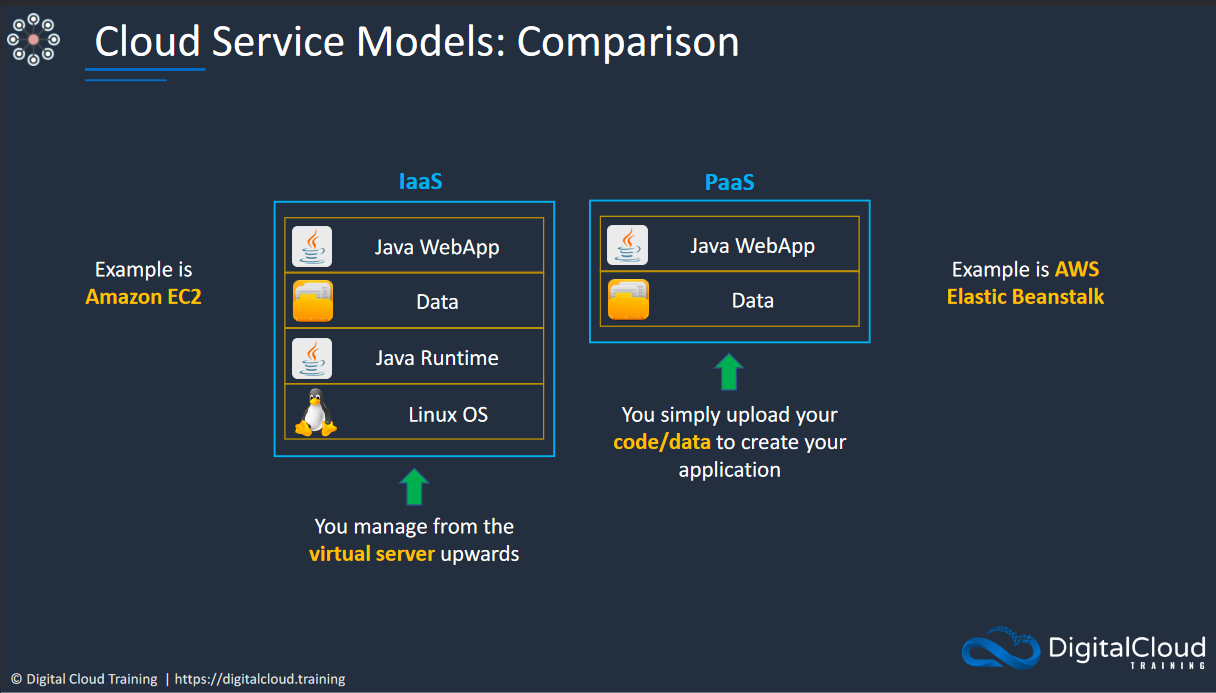 Cloud Service Models: Comparison
IaaS
Java WebApp
Data
Java Runtime
Linux OS
Example is
Amazon EC2
You manage from the
virtual server upwards
PaaS
Java WebApp
Data
You simply upload your
code/data to create your
application
Example is AWS
Elastic Beanstalk
DigitalCloud
TRAINING
© Digital Cloud Training | https://digitalcloud.training